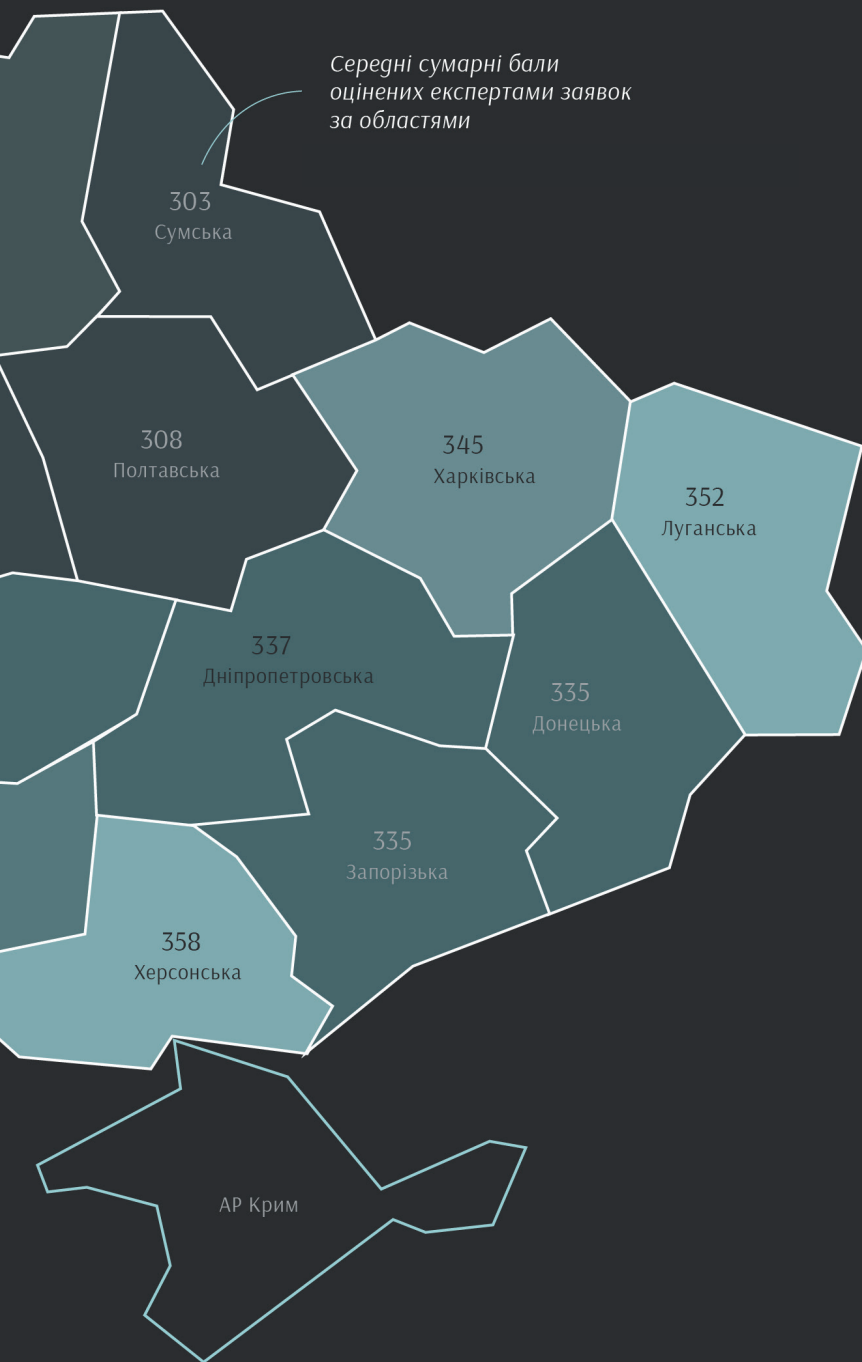 Середні сумарні бали
оцінених експертами заявок
за областями
303
Сумська
308
Полтавська
345
Харківська
352
Луганська
337
Дніпропетровська
335
Донецька
335
Запорізька
358
Херсонська
АР Крим